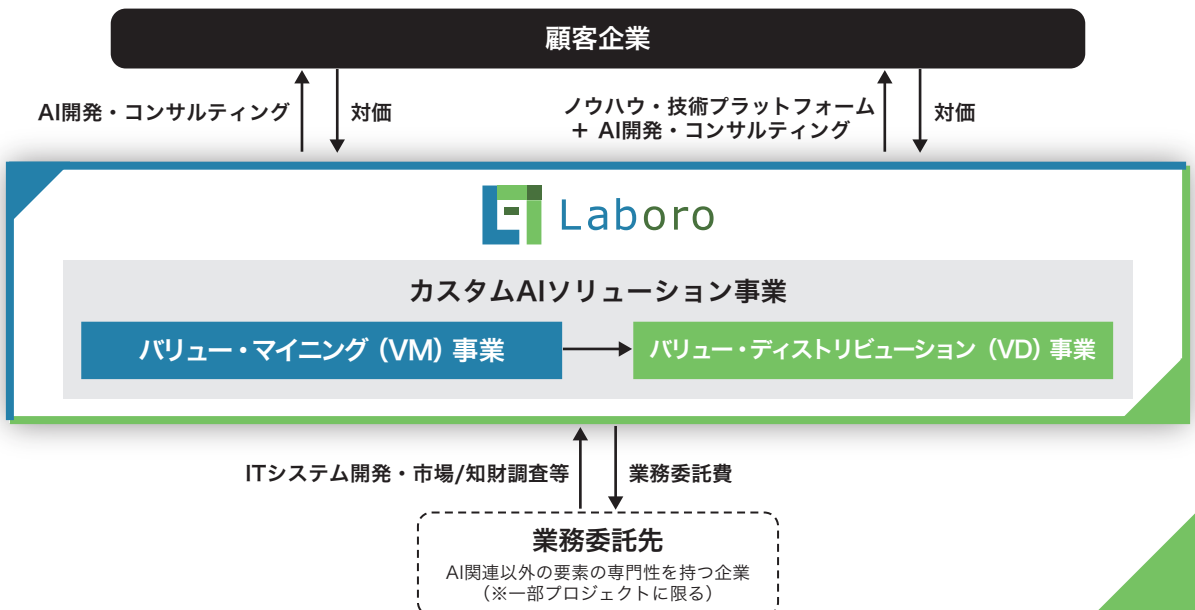 顧客企業
AI開発・コンサルティング
対価
ノウハウ・技術プラットフォーム
＋ AI開発・コンサルティング
対価
Laboro
カスタムAIソリューション事業
バリュー・マイニング（VM）事業
バリュー・ディストリビューション（VD）事業
ITシステム開発・市場/知財調査等
業務委託費
業務委託先
AI関連以外の要素の専門性を持つ企業
（※一部プロジェクトに限る）